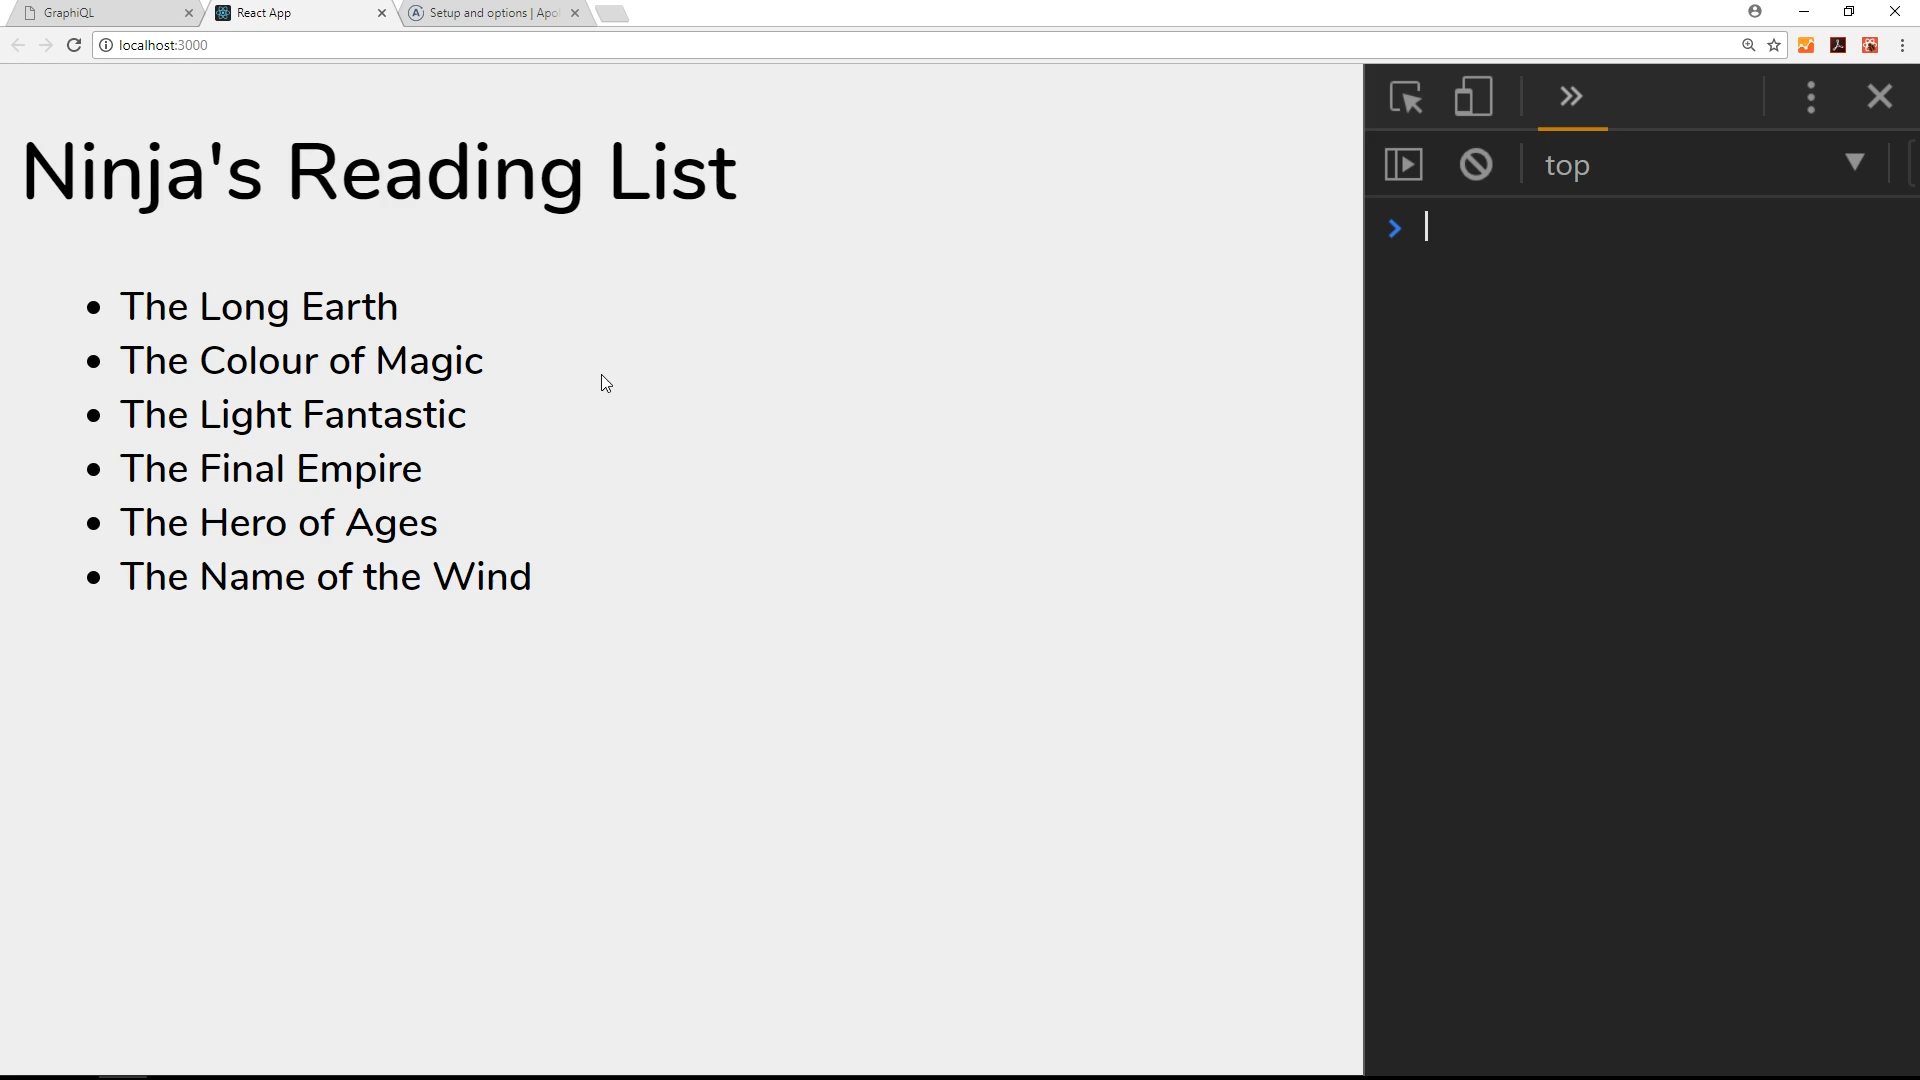 GraphiQL
React App
Setup and options | Apo
localhost:3000
Ninja's Reading List
The Long Earth
The Colour of Magic
The Light Fantastic
The Final Empire
The Hero of Ages
The Name of the Wind
top